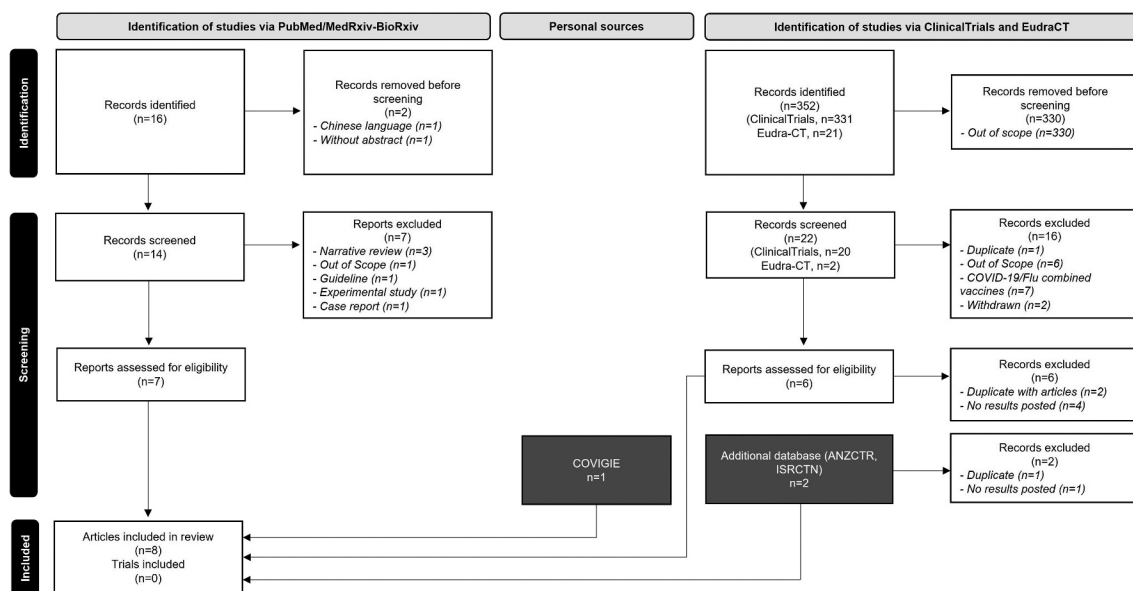 Identification of studies via PubMed/MedRxiv-BioRxiv
Personal sources
Identification of studies via ClinicalTrials and EudraCT
Identification
Records identified
(n=16)
Records removed before
screening
(n=2)
- Chinese language (n=1)
- Without abstract (n=1)
Records identified
(n=352)
(ClinicalTrials, n=331
Eudra-CT, n=21)
Records removed before
screening
(n=330)
- Out of scope (n=330)
Screening
Records screened
(n=14)
Reports excluded
(n=7)
- Narrative review (n=3)
- Out of Scope (n=1)
- Guideline (n=1)
- Experimental study (n=1)
- Case report (n=1)
Records screened
(n=22)
(ClinicalTrials, n=20
Eudra-CT, n=2)
Records excluded
(n=16)
- Duplicate (n=1)
- Out of Scope (n=6)
- COVID-19/Flu combined
vaccines (n=7)
- Withdrawn (n=2)
Reports assessed for eligibility
(n=7)
Reports assessed for eligibility
(n=6)
Records excluded
(n=6)
- Duplicate with articles (n=2)
- No results posted (n=4)
COVIGIE
n=1
Additional database (ANZCTR,
ISRCTN)
n=2
Records excluded
(n=2)
- Duplicate (n=1)
- No results posted (n=1)
Included
Articles included in review
(n=8)
Trials included
(n=0)